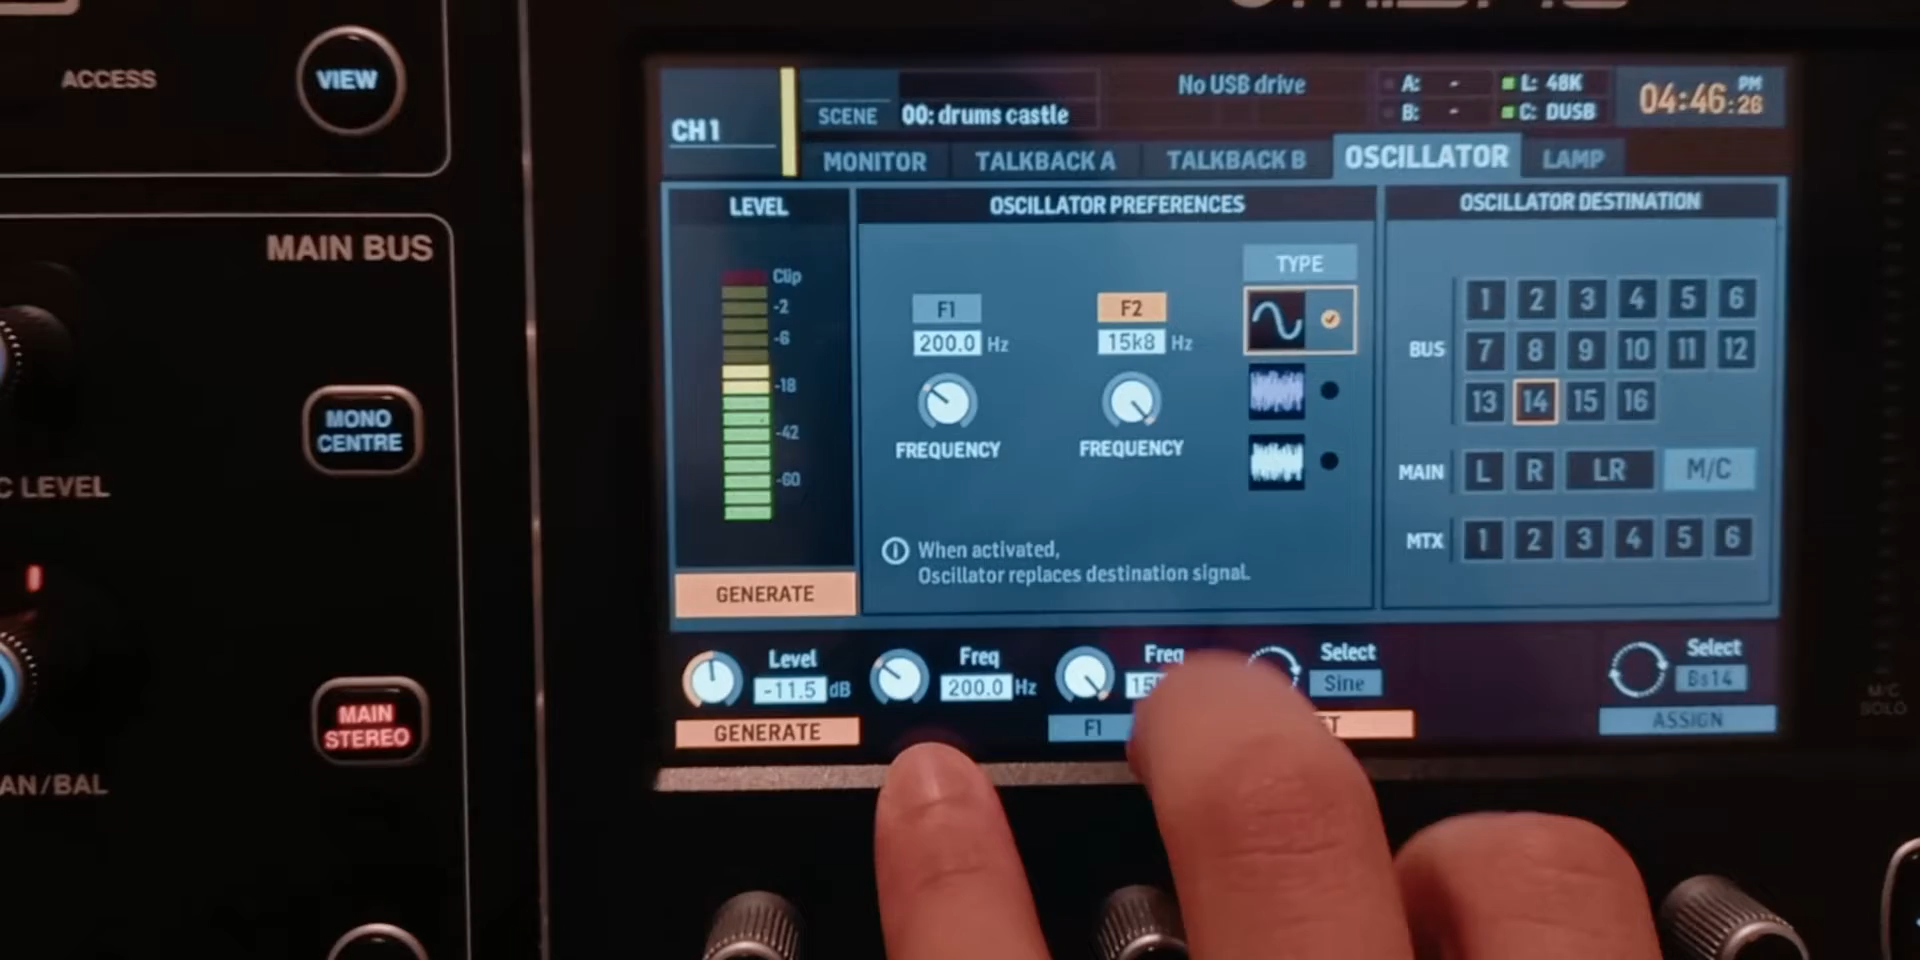 ACCESS
VIEW
MAIN BUS
MONO
CENTRE
C LEVEL
MAIN
STEREO
AN/BAL
CH 1
SCENE
00: drums castle
No USB drive
A: -
B: -
L: 48K
C: DUSB
04:46:26 PM
MONITOR
TALKBACK A
TALKBACK B
OSCILLATOR
LAMP
LEVEL
Clip
-2
-6
-18
-42
-60
GENERATE
OSCILLATOR PREFERENCES
F1
200.0 Hz
FREQUENCY
F2
15k8 Hz
FREQUENCY
TYPE
When activated,
Oscillator replaces destination signal.
OSCILLATOR DESTINATION
BUS
1 2 3 4 5 6
7 8 9 10 11 12
13 14 15 16
MAIN L R LR M/C
MTX 1 2 3 4 5 6
Level
-11.5 dB
GENERATE
Freq
200.0 Hz
Freq
15
F1
Select
Sine
T
Select
Bs14
ASSIGN
M/C
SOLO